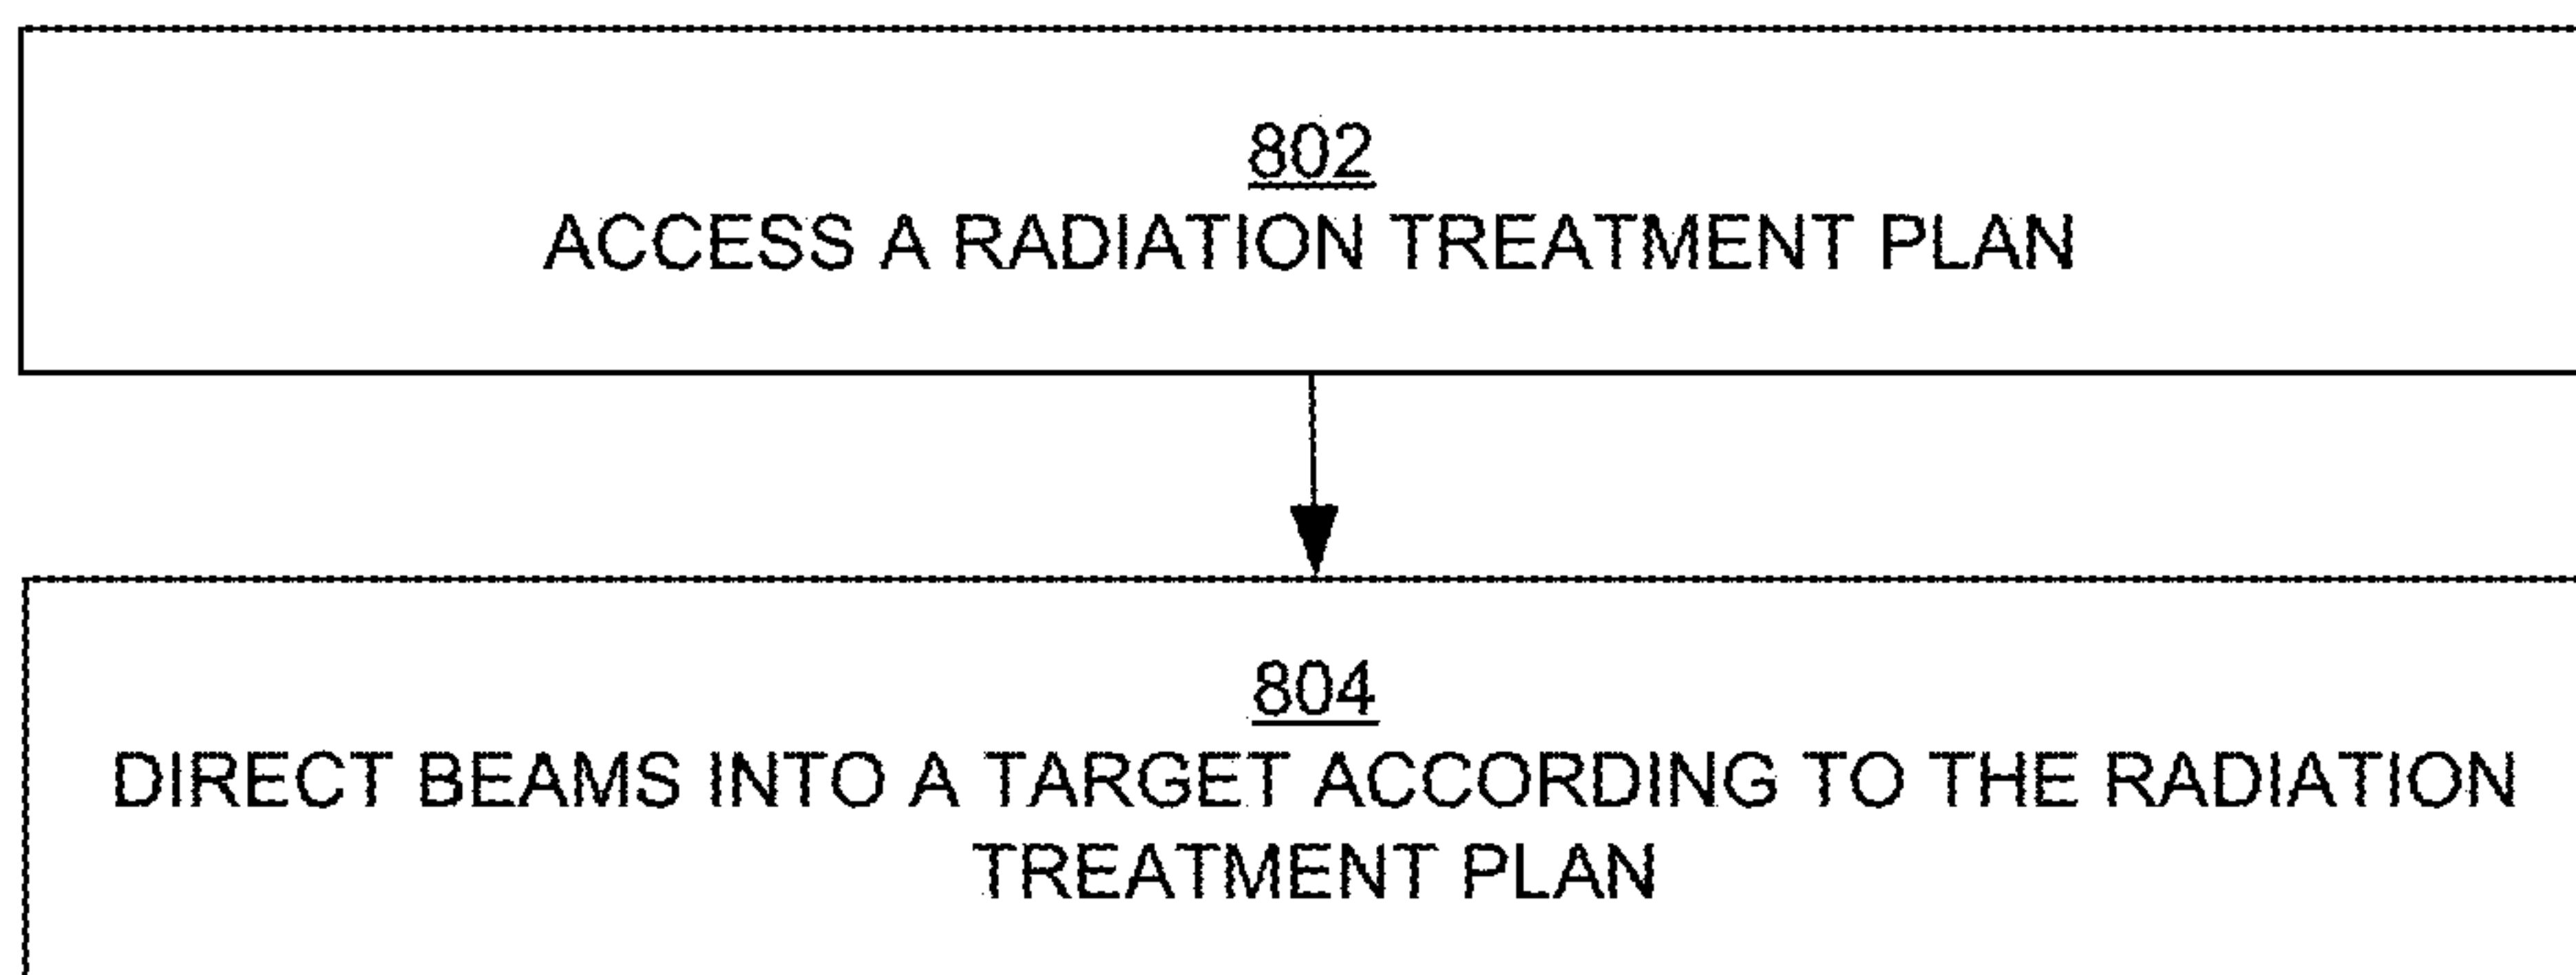 802
ACCESS A RADIATION TREATMENT PLAN
804
DIRECT BEAMS INTO A TARGET ACCORDING TO THE RADIATION
TREATMENT PLAN